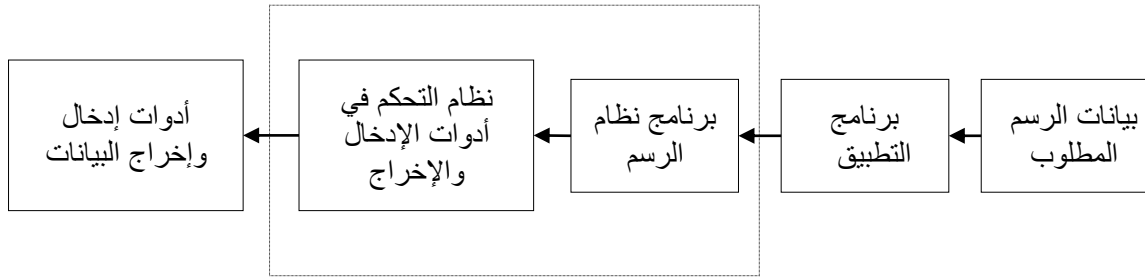 بيانات الرسم
المطلوب
برنامج
التطبيق
برنامج نظام
الرسم
نظام التحكم في
أدوات الإدخال
والإخراج
أدوات إدخال
وإخراج البيانات